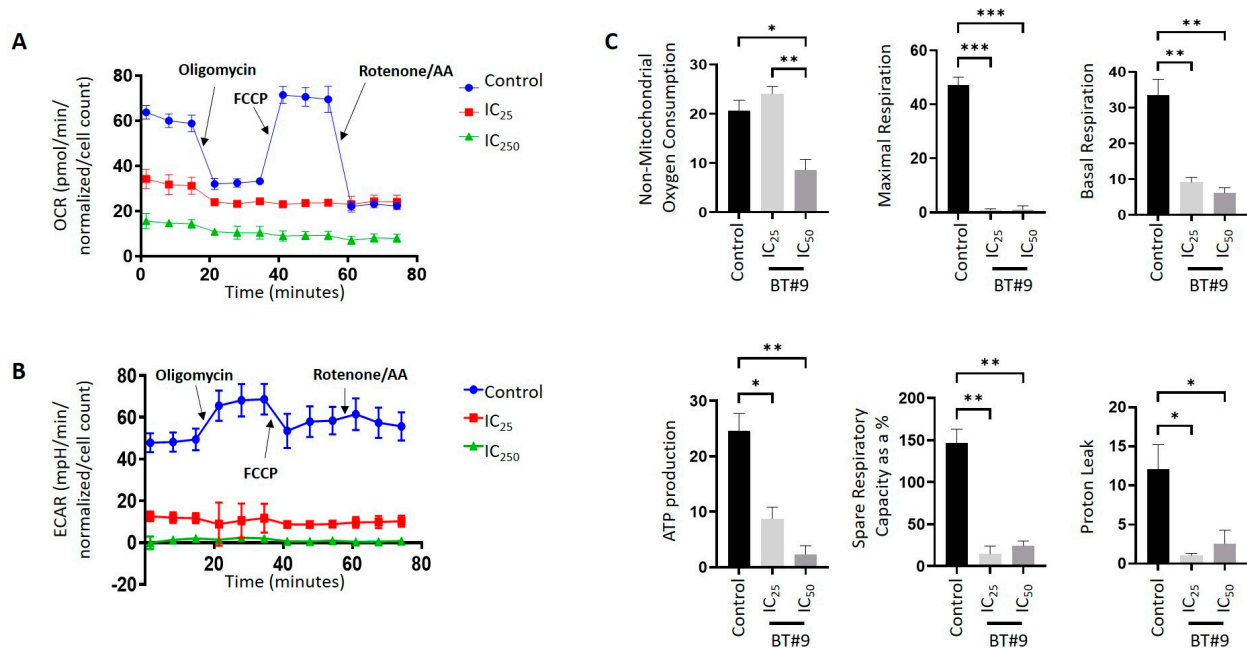 A
OCR (pmol/min/
normalized/cell count)
80
60
40
20
0
0 20 40 60 80
Time (minutes)
Oligomycin
FCCP
Rotenone/AA
Control
IC25
IC250
B
ECAR (mpH/min/
normalized/cell count)
80
60
40
20
0
-20
20 40 60 80
Time (minutes)
Oligomycin
FCCP
Rotenone/AA
Control
IC25
IC250
C
Non-Mitochondrial
Oxygen Consumption
30
20
10
0
*
**
Control
IC25
IC50
BT#9
Maximal Respiration
60
40
20
0
***
***
Control
IC25
IC50
BT#9
Basal Respiration
40
30
20
10
0
**
**
Control
IC25
IC50
BT#9
ATP production
30
20
10
0
**
*
Control
IC25
IC50
BT#9
Spare Respiratory
Capacity as a %
200
150
100
50
0
**
**
Control
IC25
IC50
BT#9
Proton Leak
20
15
10
5
0
*
*
Control
IC25
IC50
BT#9